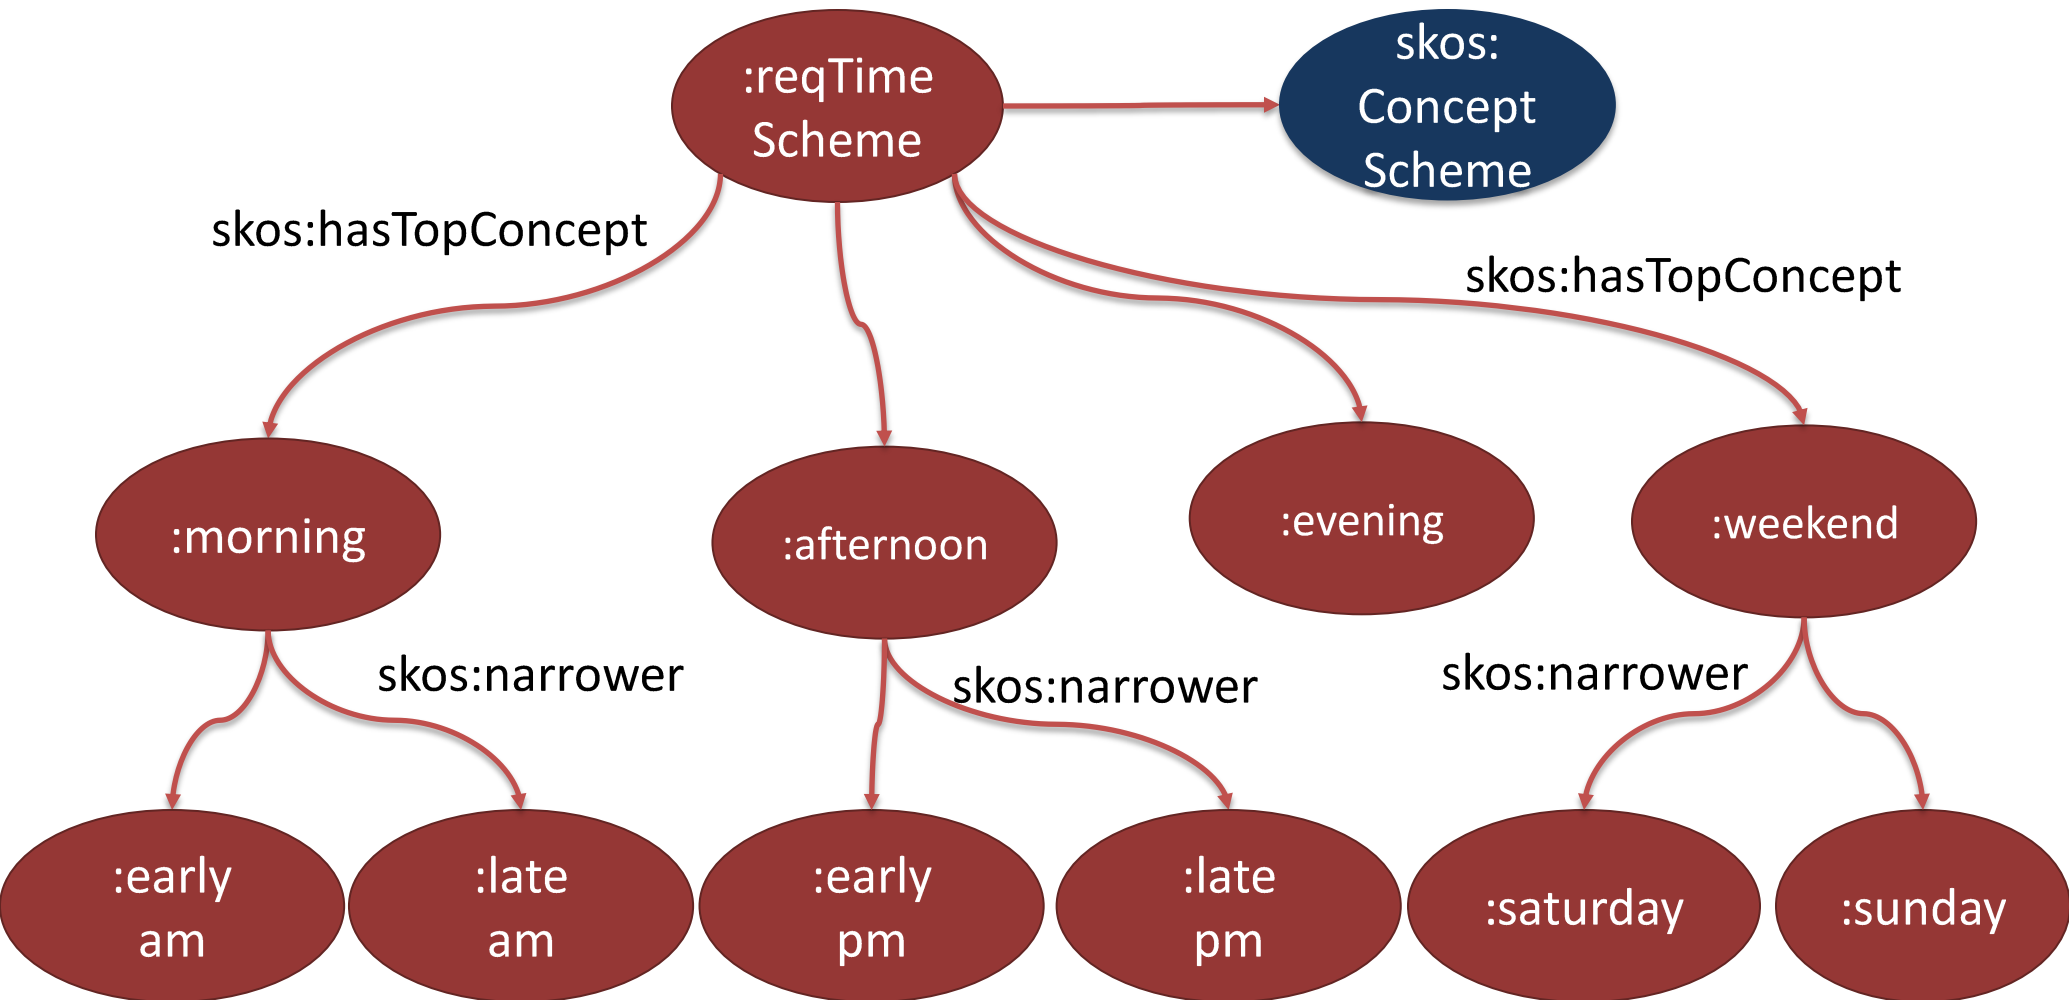 :reqTime
Scheme
skos:
Concept
Scheme
skos:hasTopConcept
skos:hasTopConcept
:morning
:afternoon
:evening
:weekend
skos:narrower
skos:narrower
skos:narrower
:early
am
:late
am
:early
pm
:late
pm
:saturday
:sunday